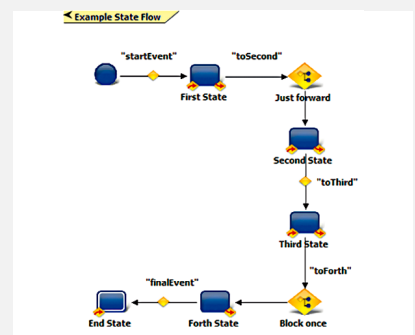 Example State Flow
"startEvent"
"toSecond"
First State
Just forward
Second State
"toThird"
Third State
"toForth"
"finalEvent"
End State
Forth State
Block once